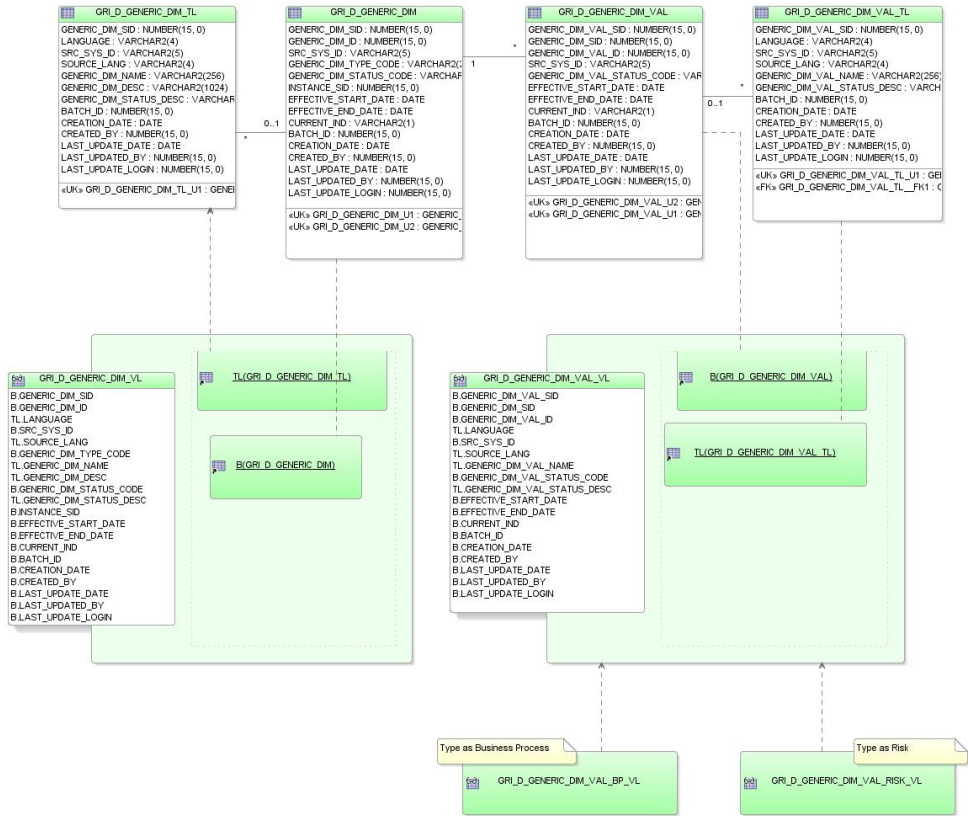 GRI_D_GENERIC_DIM_TL
GENERIC_DIM_SID : NUMBER(15, 0)
LANGUAGE : VARCHAR2(4)
SRC_SYS_ID : VARCHAR2(5)
SOURCE_LANG : VARCHAR2(4)
GENERIC_DIM_NAME : VARCHAR2(256)
GENERIC_DIM_DESC : VARCHAR2(1024)
GENERIC_DIM_STATUS_DESC : VARCHAR
BATCH_ID : NUMBER(15, 0)
CREATION_DATE : DATE
CREATED_BY : NUMBER(15, 0)
LAST_UPDATE_DATE : DATE
LAST_UPDATED_BY : NUMBER(15, 0)
LAST_UPDATE_LOGIN : NUMBER(15, 0)
«UK» GRI_D_GENERIC_DIM_TL_U1 : GENEI
0..1
*
GRI_D_GENERIC_DIM
GENERIC_DIM_SID : NUMBER(15, 0)
GENERIC_DIM_ID : NUMBER(15, 0)
SRC_SYS_ID : VARCHAR2(5)
GENERIC_DIM_TYPE_CODE : VARCHAR2(3
GENERIC_DIM_STATUS_CODE : VARCHAR
INSTANCE_SID : NUMBER(15, 0)
EFFECTIVE_START_DATE : DATE
EFFECTIVE_END_DATE : DATE
CURRENT_IND : VARCHAR2(1)
BATCH_ID : NUMBER(15, 0)
CREATION_DATE : DATE
CREATED_BY : NUMBER(15, 0)
LAST_UPDATE_DATE : DATE
LAST_UPDATED_BY : NUMBER(15, 0)
LAST_UPDATE_LOGIN : NUMBER(15, 0)
«UK» GRI_D_GENERIC_DIM_U1 : GENERIC_
«UK» GRI_D_GENERIC_DIM_U2 : GENERIC_
*
1
GRI_D_GENERIC_DIM_VAL
GENERIC_DIM_VAL_SID : NUMBER(15, 0)
GENERIC_DIM_SID : NUMBER(15, 0)
GENERIC_DIM_VAL_ID : NUMBER(15, 0)
SRC_SYS_ID : VARCHAR2(5)
GENERIC_DIM_VAL_STATUS_CODE : VAR
EFFECTIVE_START_DATE : DATE
EFFECTIVE_END_DATE : DATE
CURRENT_IND : VARCHAR2(1)
BATCH_ID : NUMBER(15, 0)
CREATION_DATE : DATE
CREATED_BY : NUMBER(15, 0)
LAST_UPDATE_DATE : DATE
LAST_UPDATED_BY : NUMBER(15, 0)
LAST_UPDATE_LOGIN : NUMBER(15, 0)
«UK» GRI_D_GENERIC_DIM_VAL_U2 : GEN
«UK» GRI_D_GENERIC_DIM_VAL_U1 : GEN
*
0..1
GRI_D_GENERIC_DIM_VAL_TL
GENERIC_DIM_VAL_SID : NUMBER(15, 0)
LANGUAGE : VARCHAR2(4)
SRC_SYS_ID : VARCHAR2(5)
SOURCE_LANG : VARCHAR2(4)
GENERIC_DIM_VAL_NAME : VARCHAR2(256)
GENERIC_DIM_VAL_STATUS_DESC : VARCH
BATCH_ID : NUMBER(15, 0)
CREATION_DATE : DATE
CREATED_BY : NUMBER(15, 0)
LAST_UPDATE_DATE : DATE
LAST_UPDATED_BY : NUMBER(15, 0)
LAST_UPDATE_LOGIN : NUMBER(15, 0)
«UK» GRI_D_GENERIC_DIM_VAL_TL_U1 : GEI
«FK» GRI_D_GENERIC_DIM_VAL_TL__FK1 : G
GRI_D_GENERIC_DIM_VL
B.GENERIC_DIM_SID
B.GENERIC_DIM_ID
TL.LANGUAGE
B.SRC_SYS_ID
TL.SOURCE_LANG
B.GENERIC_DIM_TYPE_CODE
TL.GENERIC_DIM_NAME
TL.GENERIC_DIM_DESC
B.GENERIC_DIM_STATUS_CODE
TL.GENERIC_DIM_STATUS_DESC
B.INSTANCE_SID
B.EFFECTIVE_START_DATE
B.EFFECTIVE_END_DATE
B.CURRENT_IND
B.BATCH_ID
B.CREATION_DATE
B.CREATED_BY
B.LAST_UPDATE_DATE
B.LAST_UPDATED_BY
B.LAST_UPDATE_LOGIN
TL(GRI_D_GENERIC_DIM_TL)
B(GRI_D_GENERIC_DIM)
GRI_D_GENERIC_DIM_VAL_VL
B.GENERIC_DIM_VAL_SID
B.GENERIC_DIM_SID
B.GENERIC_DIM_VAL_ID
TL.LANGUAGE
B.SRC_SYS_ID
TL.SOURCE_LANG
TL.GENERIC_DIM_VAL_NAME
B.GENERIC_DIM_VAL_STATUS_CODE
TL.GENERIC_DIM_VAL_STATUS_DESC
B.EFFECTIVE_START_DATE
B.EFFECTIVE_END_DATE
B.CURRENT_IND
B.BATCH_ID
B.CREATION_DATE
B.CREATED_BY
B.LAST_UPDATE_DATE
B.LAST_UPDATED_BY
B.LAST_UPDATE_LOGIN
B(GRI_D_GENERIC_DIM_VAL)
TL(GRI_D_GENERIC_DIM_VAL_TL)
Type as Business Process
GRI_D_GENERIC_DIM_VAL_BP_VL
Type as Risk
GRI_D_GENERIC_DIM_VAL_RISK_VL